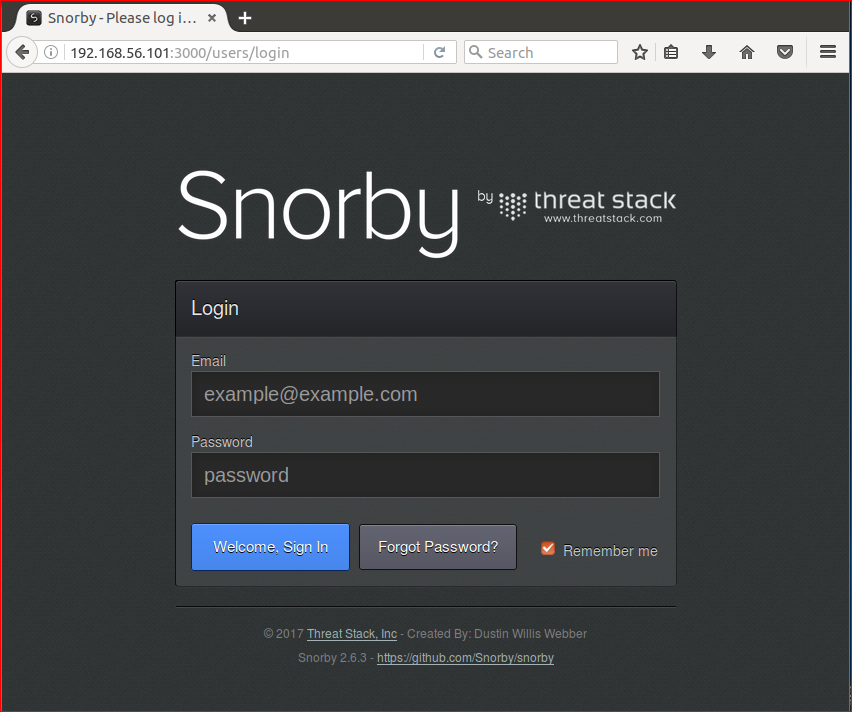 Snorby - Please log i...
192.168.56.101:3000/users/login
Search
Snorby by threat stack
www.threatstack.com
Login
Email
example@example.com
Password
password
Welcome, Sign In
Forgot Password?
Remember me
© 2017 Threat Stack, Inc - Created By: Dustin Willis Webber
Snorby 2.6.3 - https://github.com/Snorby/snorby